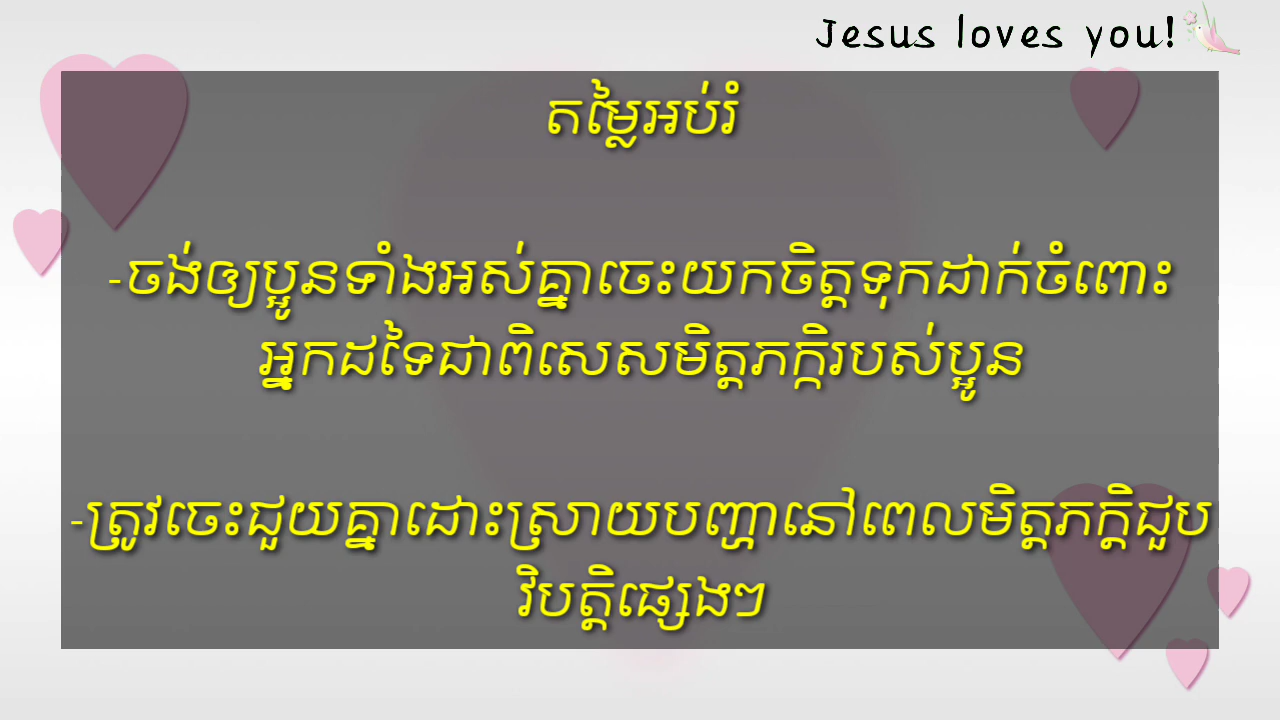 Jesus loves you!
តម្លៃអប់រំ
-ចង់ឲ្យប្អូនទាំងអស់គ្នាចេះយកចិត្តទុកដាក់ចំពោះ
អ្នកដទៃជាពិសេសមិត្តភក្កិរបស់ប្អូន
-ត្រូវចេះជួយគ្នាដោះស្រាយបញ្ហានៅពេលមិត្តភក្តិជួប
វិបត្តិផ្សេងៗ